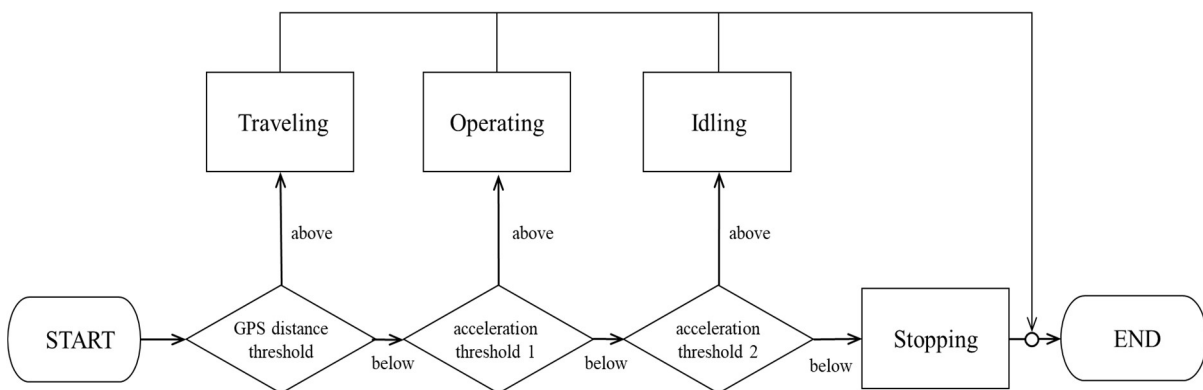 Traveling
Operating
Idling
above
above
above
START
GPS distance
threshold
below
acceleration
threshold 1
below
acceleration
threshold 2
below
Stopping
END